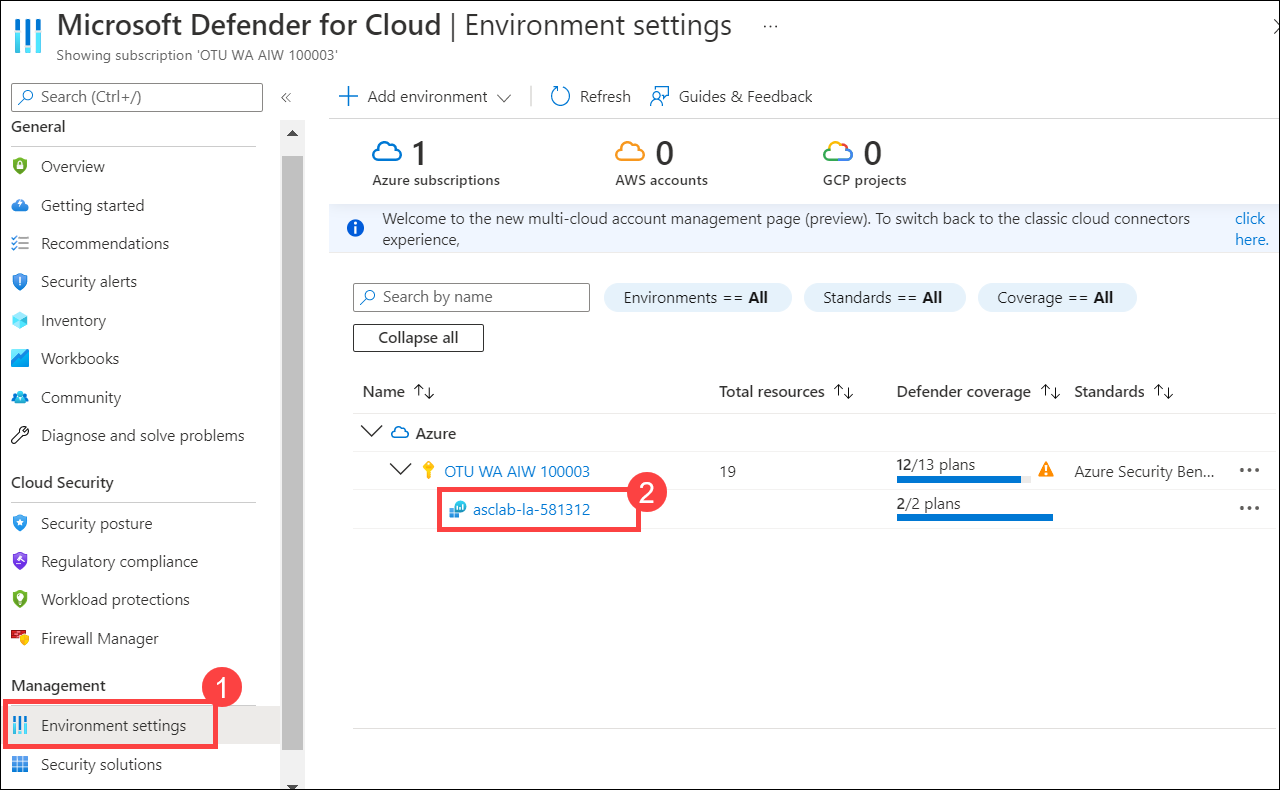 Microsoft Defender for Cloud | Environment settings ...
Showing subscription 'OTU WA AIW 100003'
Search (Ctrl+/)
«
General
Overview
Getting started
Recommendations
Security alerts
Inventory
Workbooks
Community
Diagnose and solve problems
Cloud Security
Security posture
Regulatory compliance
Workload protections
Firewall Manager
Management
1
Environment settings
Security solutions
Add environment
Refresh
Guides & Feedback
1
Azure subscriptions
0
AWS accounts
0
GCP projects
Welcome to the new multi-cloud account management page (preview). To switch back to the classic cloud connectors
experience,
click
here.
Search by name
Environments == All
Standards == All
Coverage == All
Collapse all
Name
Total resources
Defender coverage
Standards
Azure
OTU WA AIW 100003
19
12/13 plans
Azure Security Ben...
asclab-la-581312
2
2/2 plans